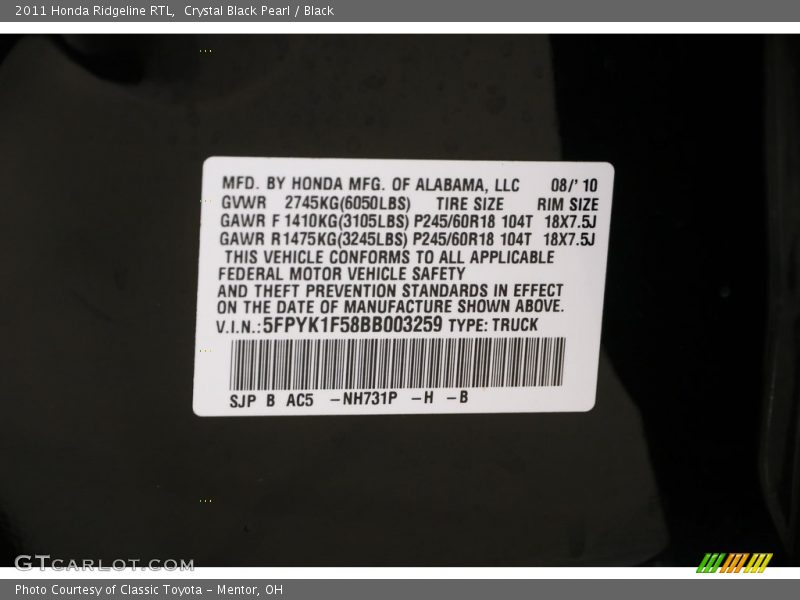 2011 Honda Ridgeline RTL,  Crystal Black Pearl / Black
MFD. BY HONDA MFG. OF ALABAMA, LLC 08/' 10
GVWR 2745KG(6050LBS) TIRE SIZE RIM SIZE
GAWR F 1410KG(3105LBS) P245/60R18 104T 18X7.5J
GAWR R1475KG(3245LBS) P245/60R18 104T 18X7.5J
THIS VEHICLE CONFORMS TO ALL APPLICABLE
FEDERAL MOTOR VEHICLE SAFETY
AND THEFT PREVENTION STANDARDS IN EFFECT
ON THE DATE OF MANUFACTURE SHOWN ABOVE.
V.I.N.:5FPYK1F58BB003259 TYPE: TRUCK
SJP B AC5 -NH731P -H -B
GTCARLOT.COM
Photo Courtesy of Classic Toyota - Mentor, OH